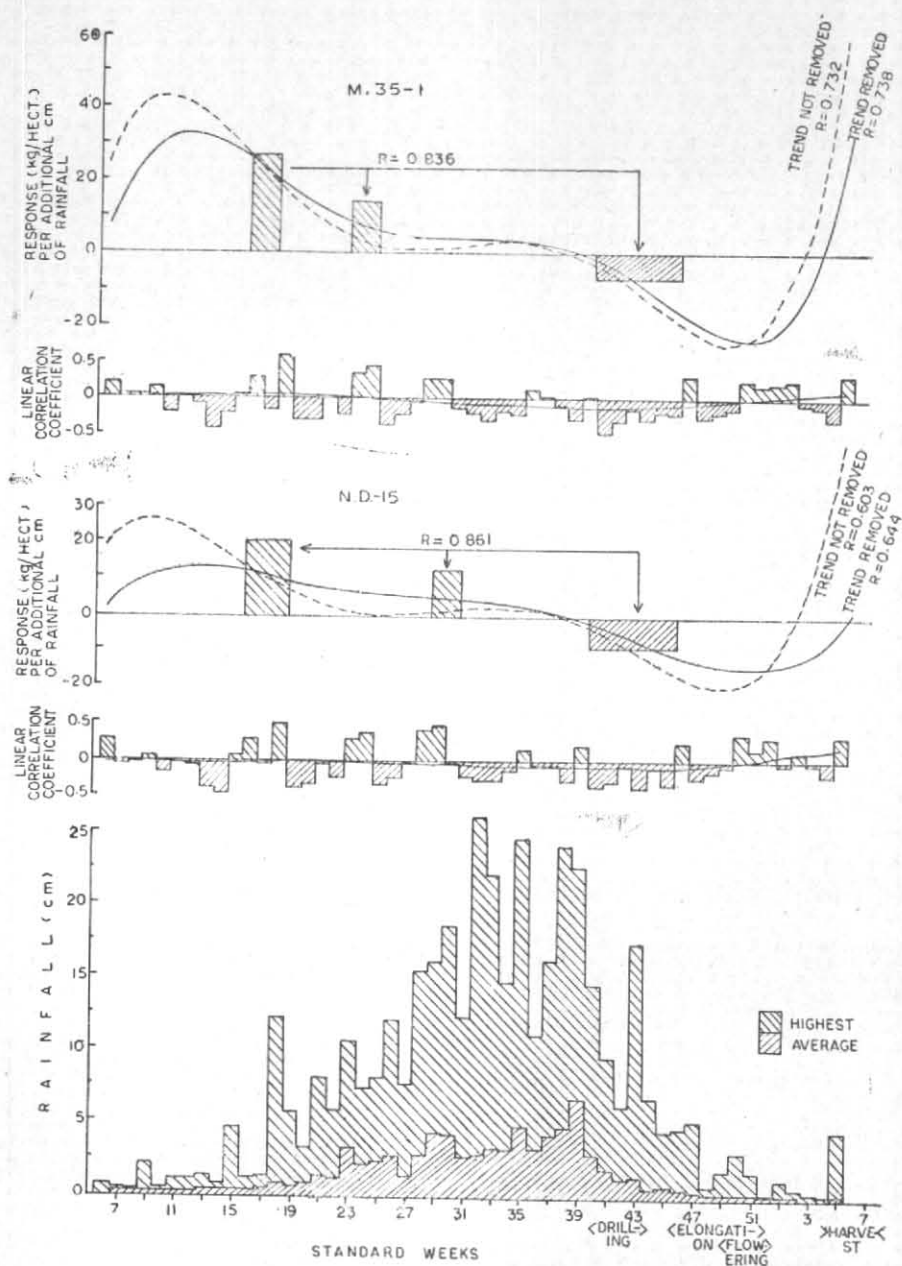 60
40
20
0
-20
RESPONSE (kg/HECT.)
PER ADDITIONAL cm
OF RAINFALL
M. 35-1
R= 0.836
TREND NOT REMOVED
R=0.732
TREND REMOVED
R=0.738
LINEAR
CORRELATION
COEFFICIENT
0.5
0
-0.5
30
20
10
0
-20
RESPONSE (kg/HECT)
PER ADDITIONAL cm
OF RAINFALL
N.D.-15
R= 0.861
TREND NOT REMOVED
R=0.603
TREND REMOVED
R=0.644
LINEAR
CORRELATION
COEFFICIENT
0.5
0
-0.5
25
20
15
10
5
0
RAINFALL (cm)
HIGHEST
AVERAGE
7 11 15 19 23 27 31 35 39 43 47 51 3 7
<DRILL->
ING
<ELONGATI->
ON <FLOW>
ERING
>HARVE<
ST
STANDARD WEEKS